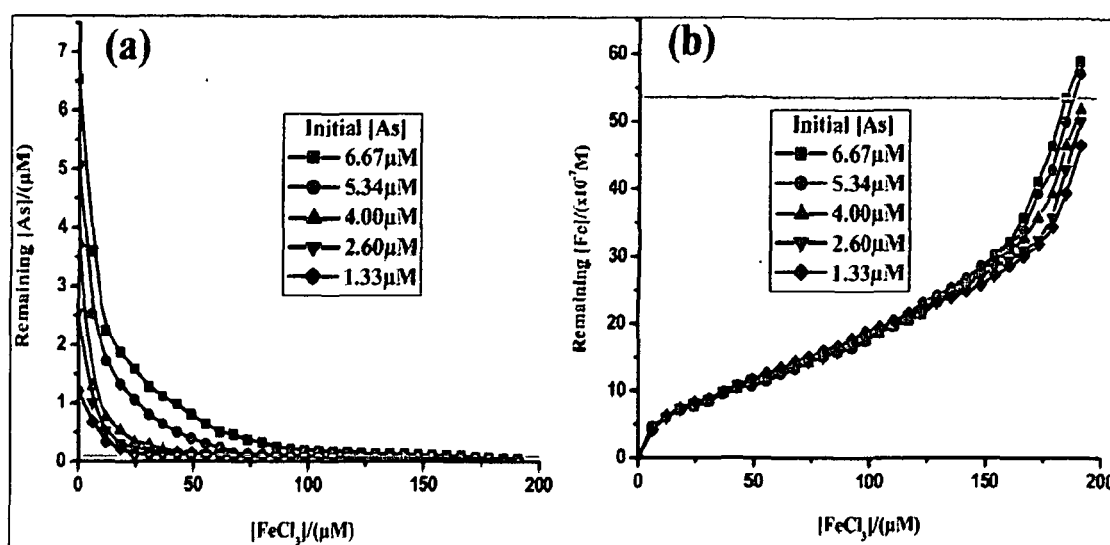 (a)
7
6
5
4
3
2
1
0
Remaining [As]/(μM)
Initial [As]
6.67μM
5.34μM
4.00μM
2.60μM
1.33μM
0 50 100 150 200
[FeCl₃]/(μM)
(b)
60
50
40
30
20
10
0
Remaining [Fe]/(x10⁻⁷M)
Initial [As]
6.67μM
5.34μM
4.00μM
2.60μM
1.33μM
0 50 100 150 200
[FeCl₃]/(μM)